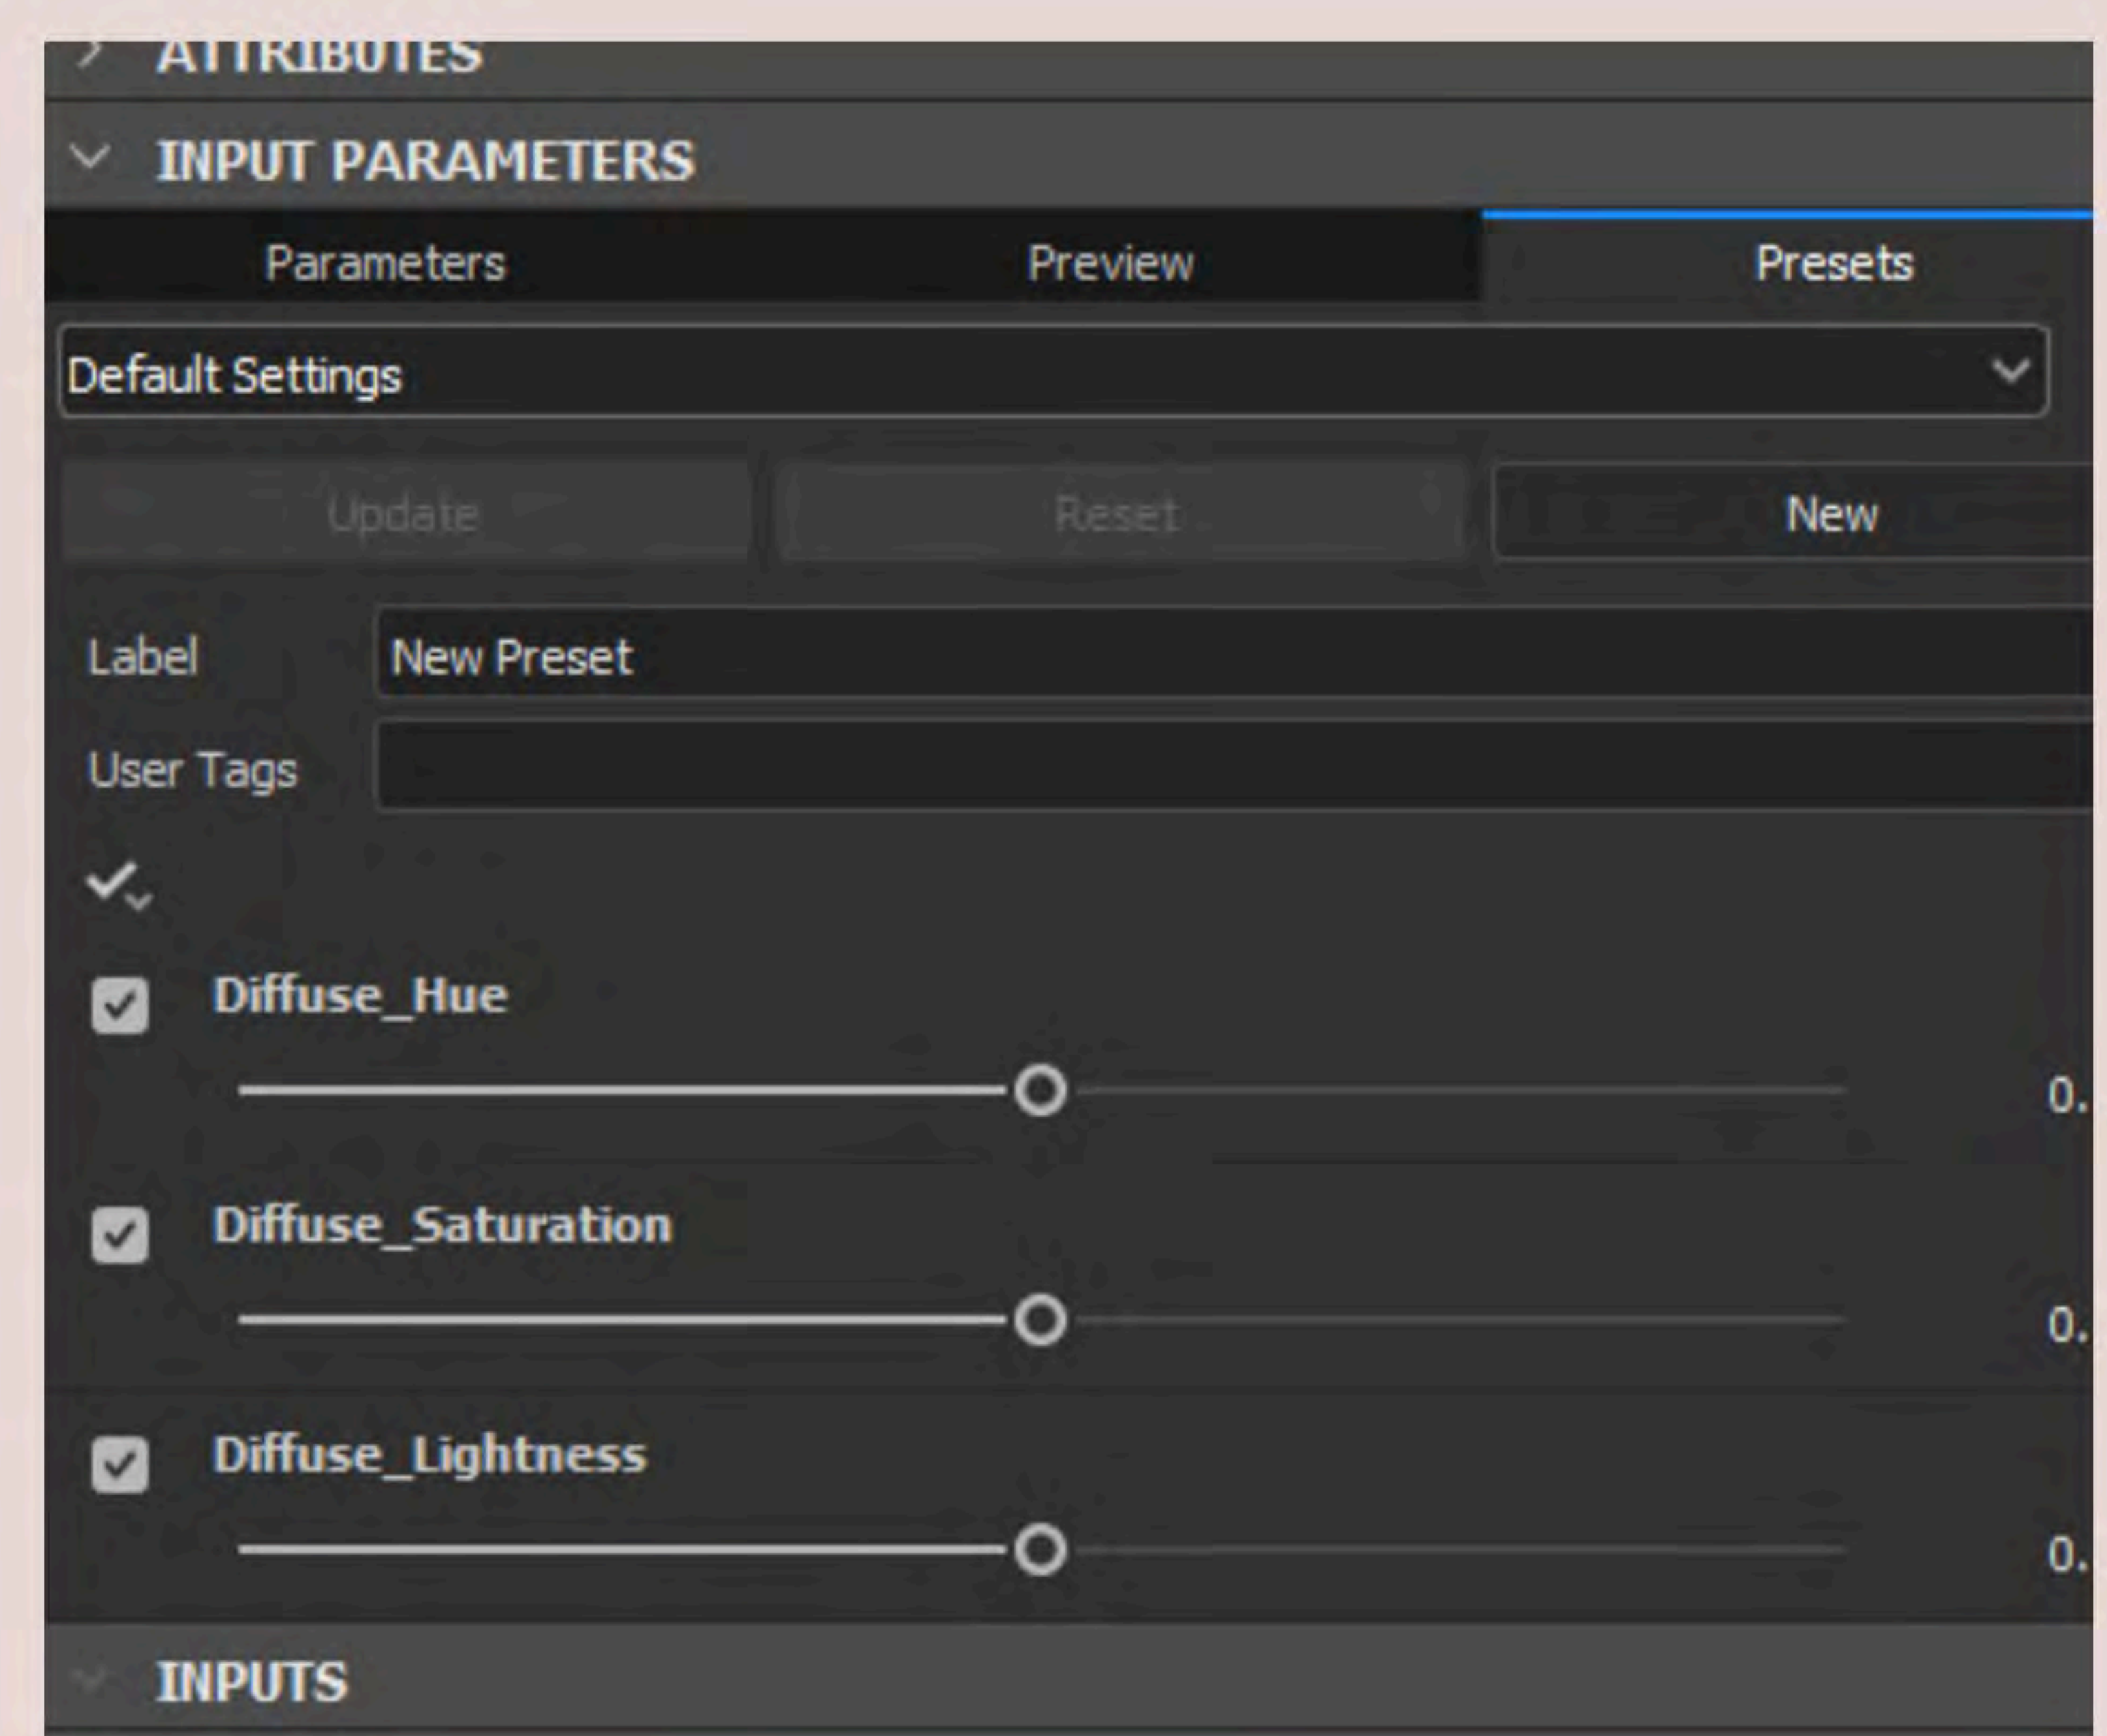 ATTRIBUTES
INPUT PARAMETERS
Parameters Preview Presets
Default Settings
Update Reset New
Label New Preset
User Tags
Diffuse_Hue
0.
Diffuse_Saturation
0.
Diffuse_Lightness
0.
INPUTS